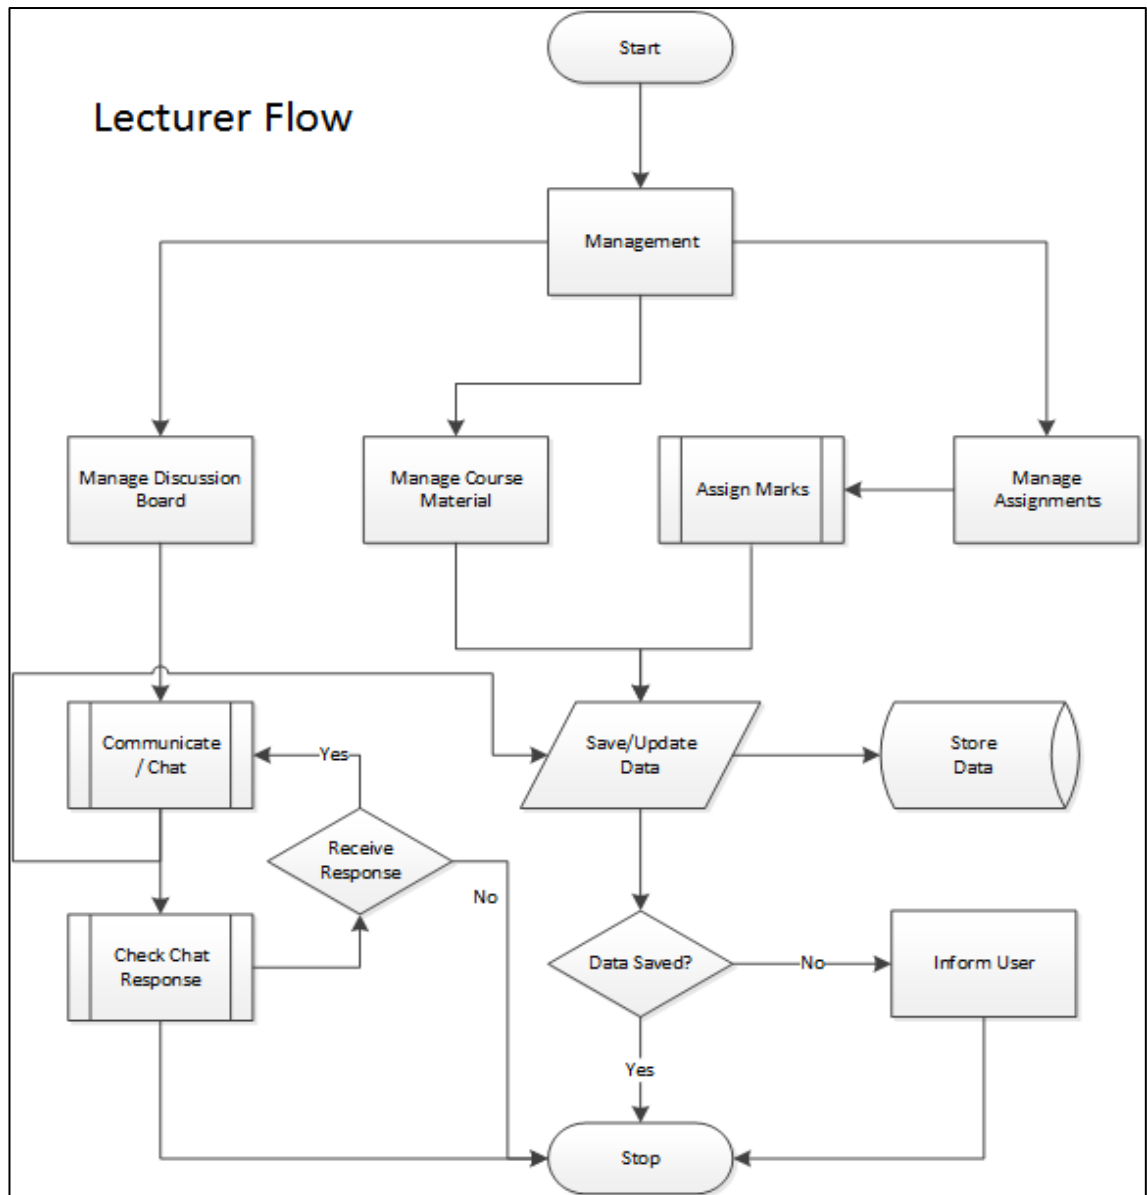 Start
Lecturer Flow
Management
Manage Discussion
Board
Manage Course
Material
Assign Marks
Manage
Assignments
Communicate
/ Chat
Yes
Save/Update
Data
Store
Data
Receive
Response
No
Check Chat
Response
Data Saved?
No
Inform User
Yes
Stop